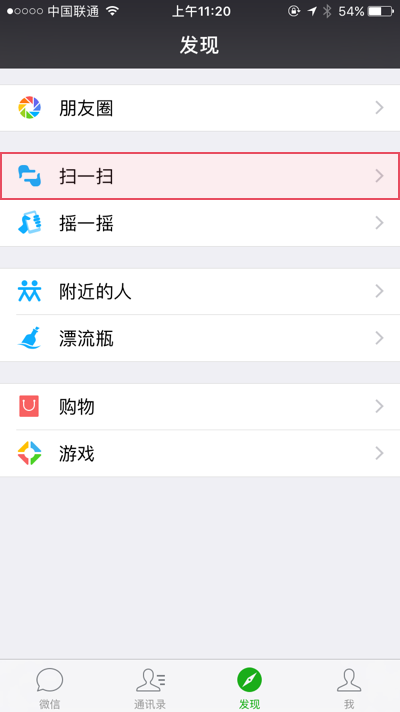 中国联通 上午11:20 54%
发现
朋友圈
扫一扫
摇一摇
附近的人
漂流瓶
购物
游戏
微信 通讯录 发现 我